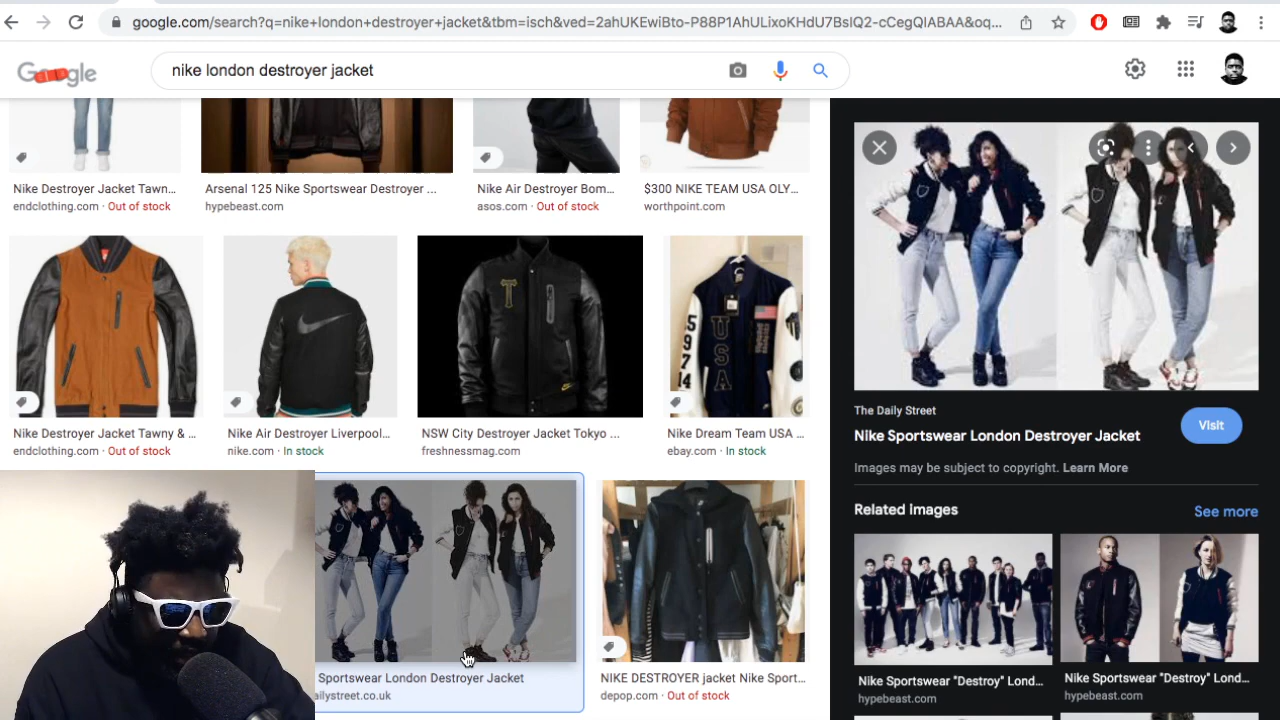 google.com/search?q=nike+london+destroyer+jacket&tbm=isch&ved=2ahUKEwiBto-P88P1AhULixoKHdU7BsIQ2-cCegQIABAA&oq...
Google
nike london destroyer jacket
Nike Destroyer Jacket Tawn...
endclothing.com · Out of stock
Arsenal 125 Nike Sportswear Destroyer ...
hypebeast.com
Nike Air Destroyer Bom...
asos.com · Out of stock
$300 NIKE TEAM USA OLY...
worthpoint.com
T
USA
59714
Nike Destroyer Jacket Tawny & ...
endclothing.com · Out of stock
Nike Air Destroyer Liverpool...
nike.com · In stock
NSW City Destroyer Jacket Tokyo ...
freshnessmag.com
Nike Dream Team USA ...
ebay.com · In stock
Sportswear London Destroyer Jacket
ailystreet.co.uk
NIKE DESTROYER jacket Nike Sport...
depop.com · Out of stock
The Daily Street
Nike Sportswear London Destroyer Jacket
Visit
Images may be subject to copyright. Learn More
Related images
See more
Nike Sportswear "Destroy" Lond...
hypebeast.com
Nike Sportswear "Destroy" Lond...
hypebeast.com